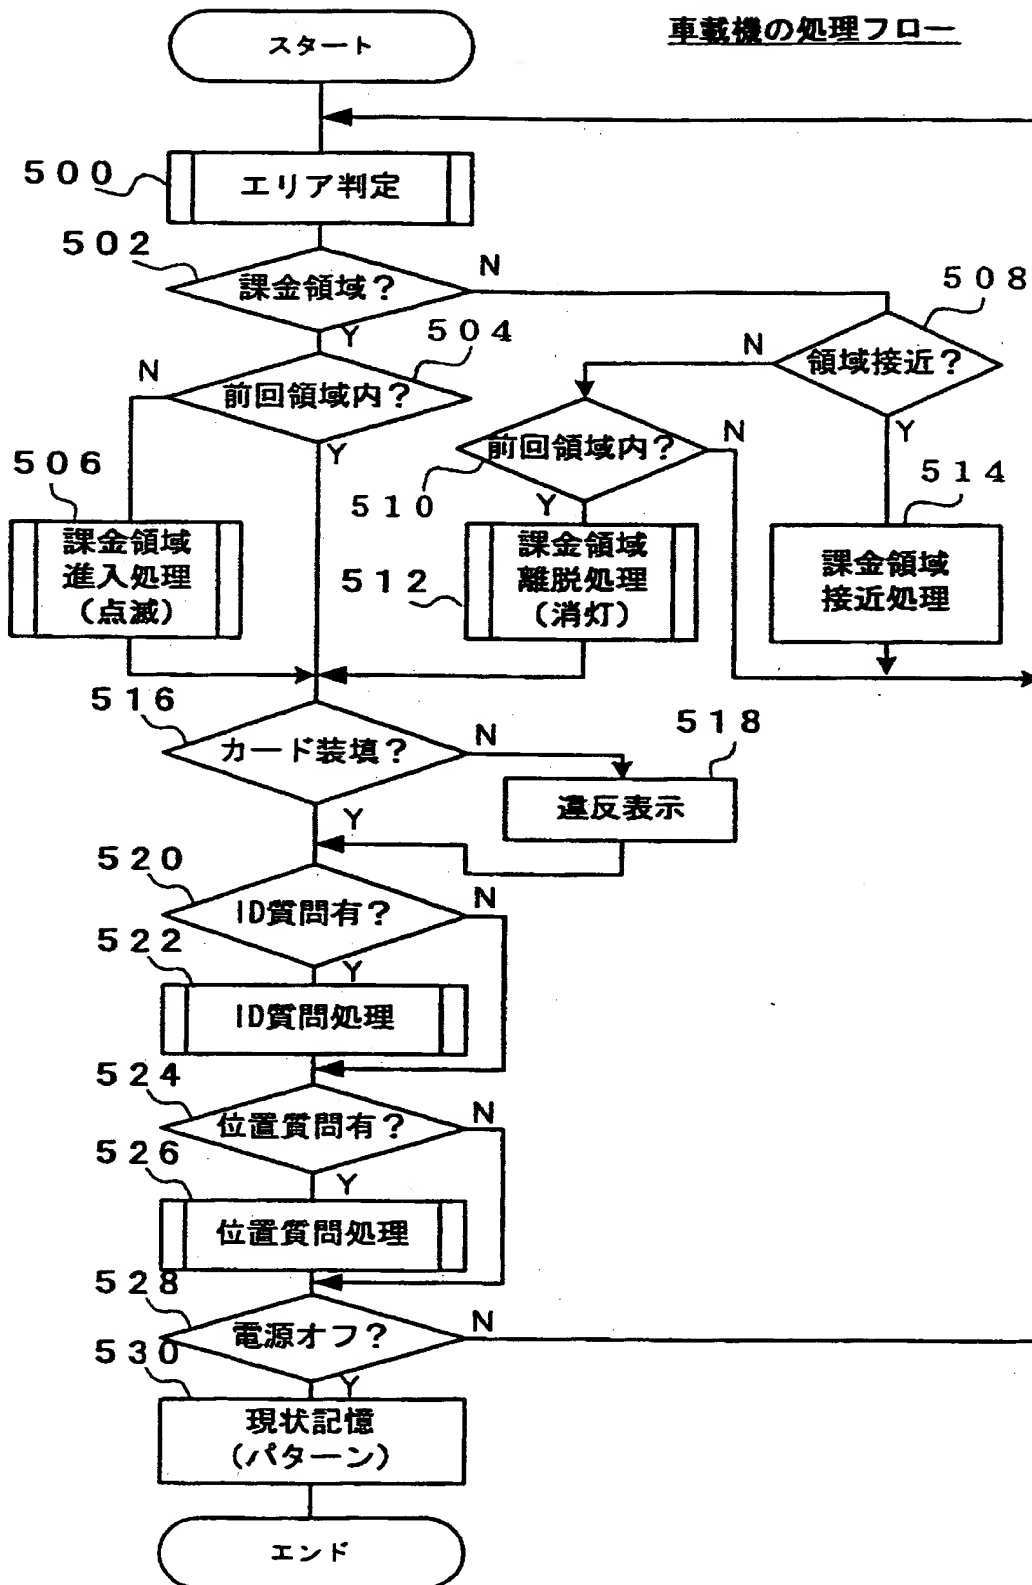 車載機の処理フロー
スタート
500
エリア判定
502
課金領域?
N
Y
508
領域接近?
N
Y
504
前回領域内?
N
Y
506
課金領域
進入処理
(点滅)
510
前回領域内?
N
Y
512
課金領域
離脱処理
(消灯)
514
課金領域
接近処理
516
カード装填?
N
Y
518
違反表示
520
ID質問有?
N
Y
522
ID質問処理
524
位置質問有?
N
Y
526
位置質問処理
528
電源オフ?
N
Y
530
現状記憶
(パターン)
エンド